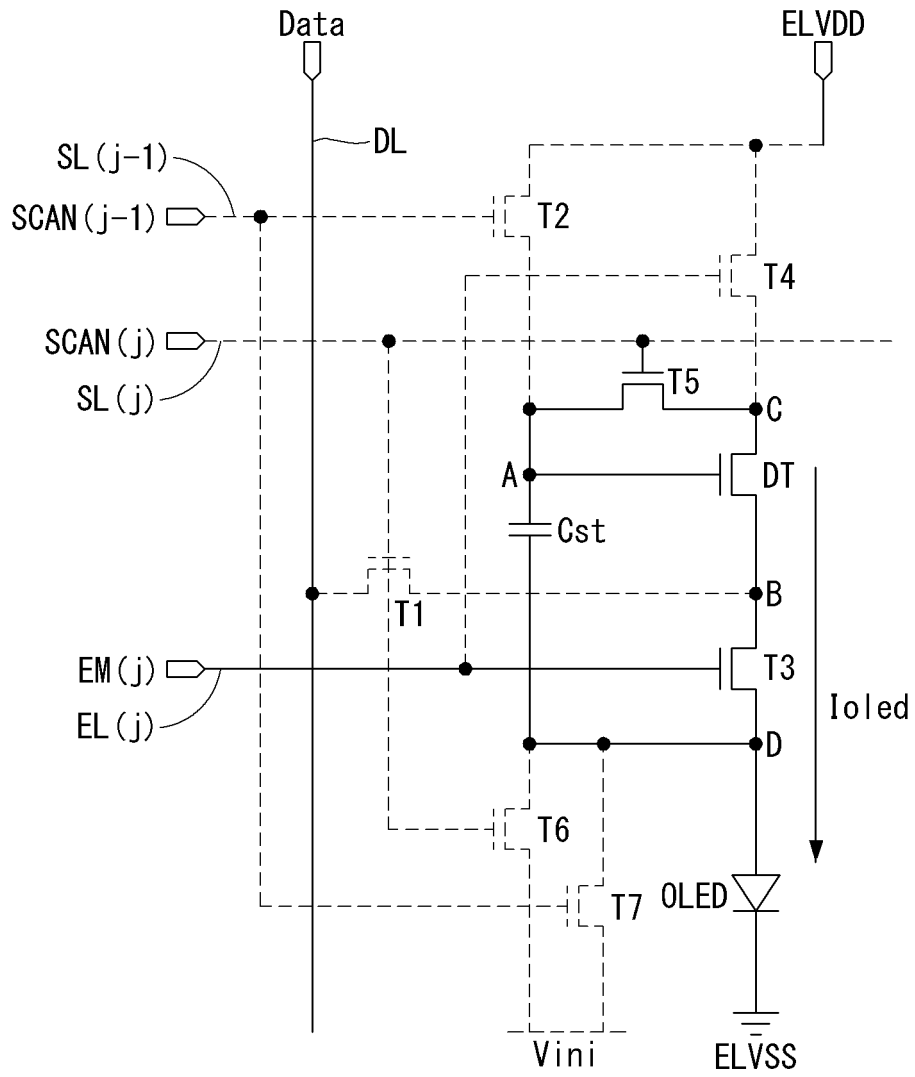 Data
ELVDD
DL
SL(j-1)
SCAN(j-1)
T2
T4
SCAN(j)
SL(j)
T5
C
A
DT
Cst
T1
B
EM(j)
T3
EL(j)
Ioled
D
T6
T7
OLED
Vini
ELVSS